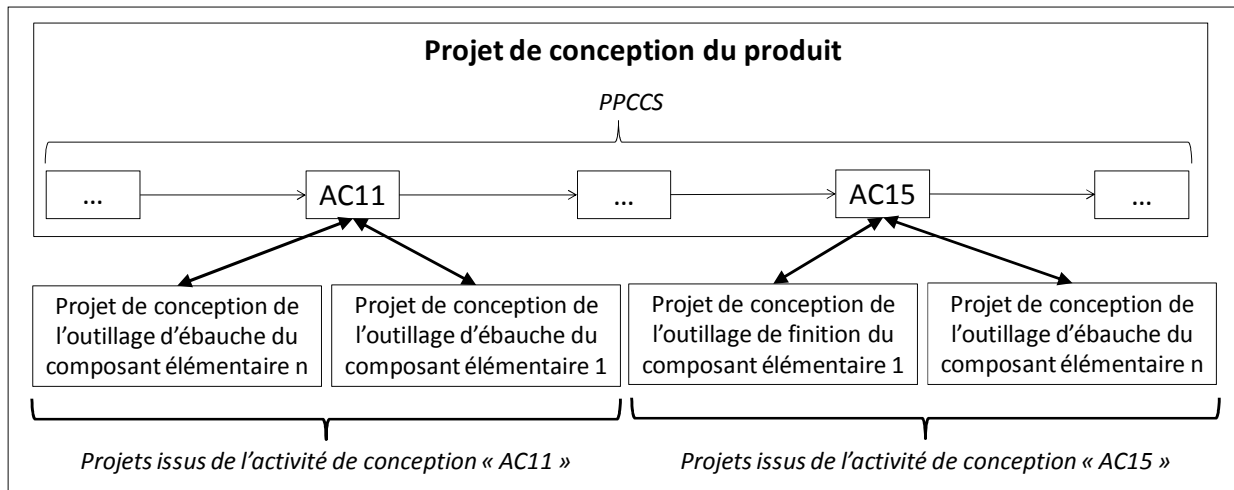 Projet de conception du produit
PPCCS
...
AC11
...
AC15
...
Projet de conception de
l'outillage d'ébauche du
composant élémentaire n
Projet de conception de
l'outillage d'ébauche du
composant élémentaire 1
Projet de conception de
l'outillage de finition du
composant élémentaire 1
Projet de conception de
l'outillage d'ébauche du
composant élémentaire n
Projets issus de l'activité de conception « AC11 »
Projets issus de l'activité de conception « AC15 »